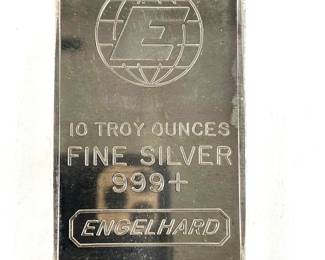 E
10 TROY OUNCES
FINE SILVER
999+
ENGELHARD